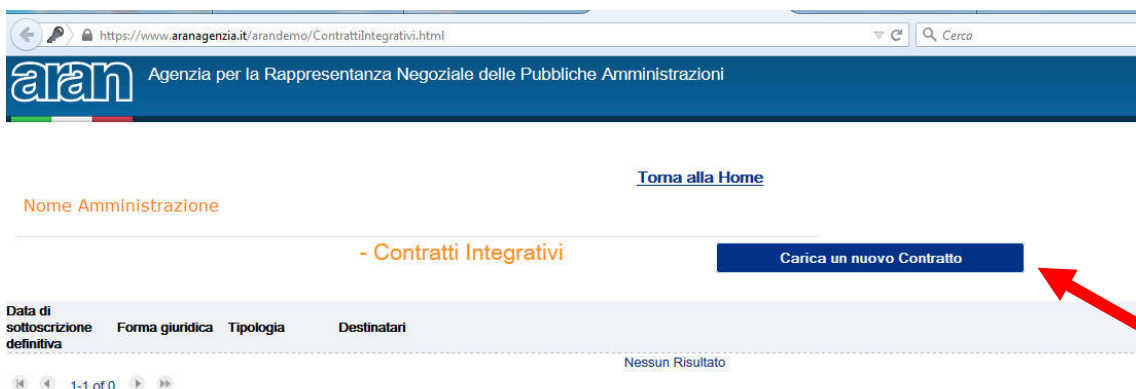 https://www.aranagenzia.it/arandemo/ContrattiIntegrativi.html
Cerca
aran Agenzia per la Rappresentanza Negoziale delle Pubbliche Amministrazioni
Torna alla Home
Nome Amministrazione
- Contratti Integrativi
Carica un nuovo Contratto
Data di sottoscrizione definitiva Forma giuridica Tipologia Destinatari
Nessun Risultato
1-1 of 0